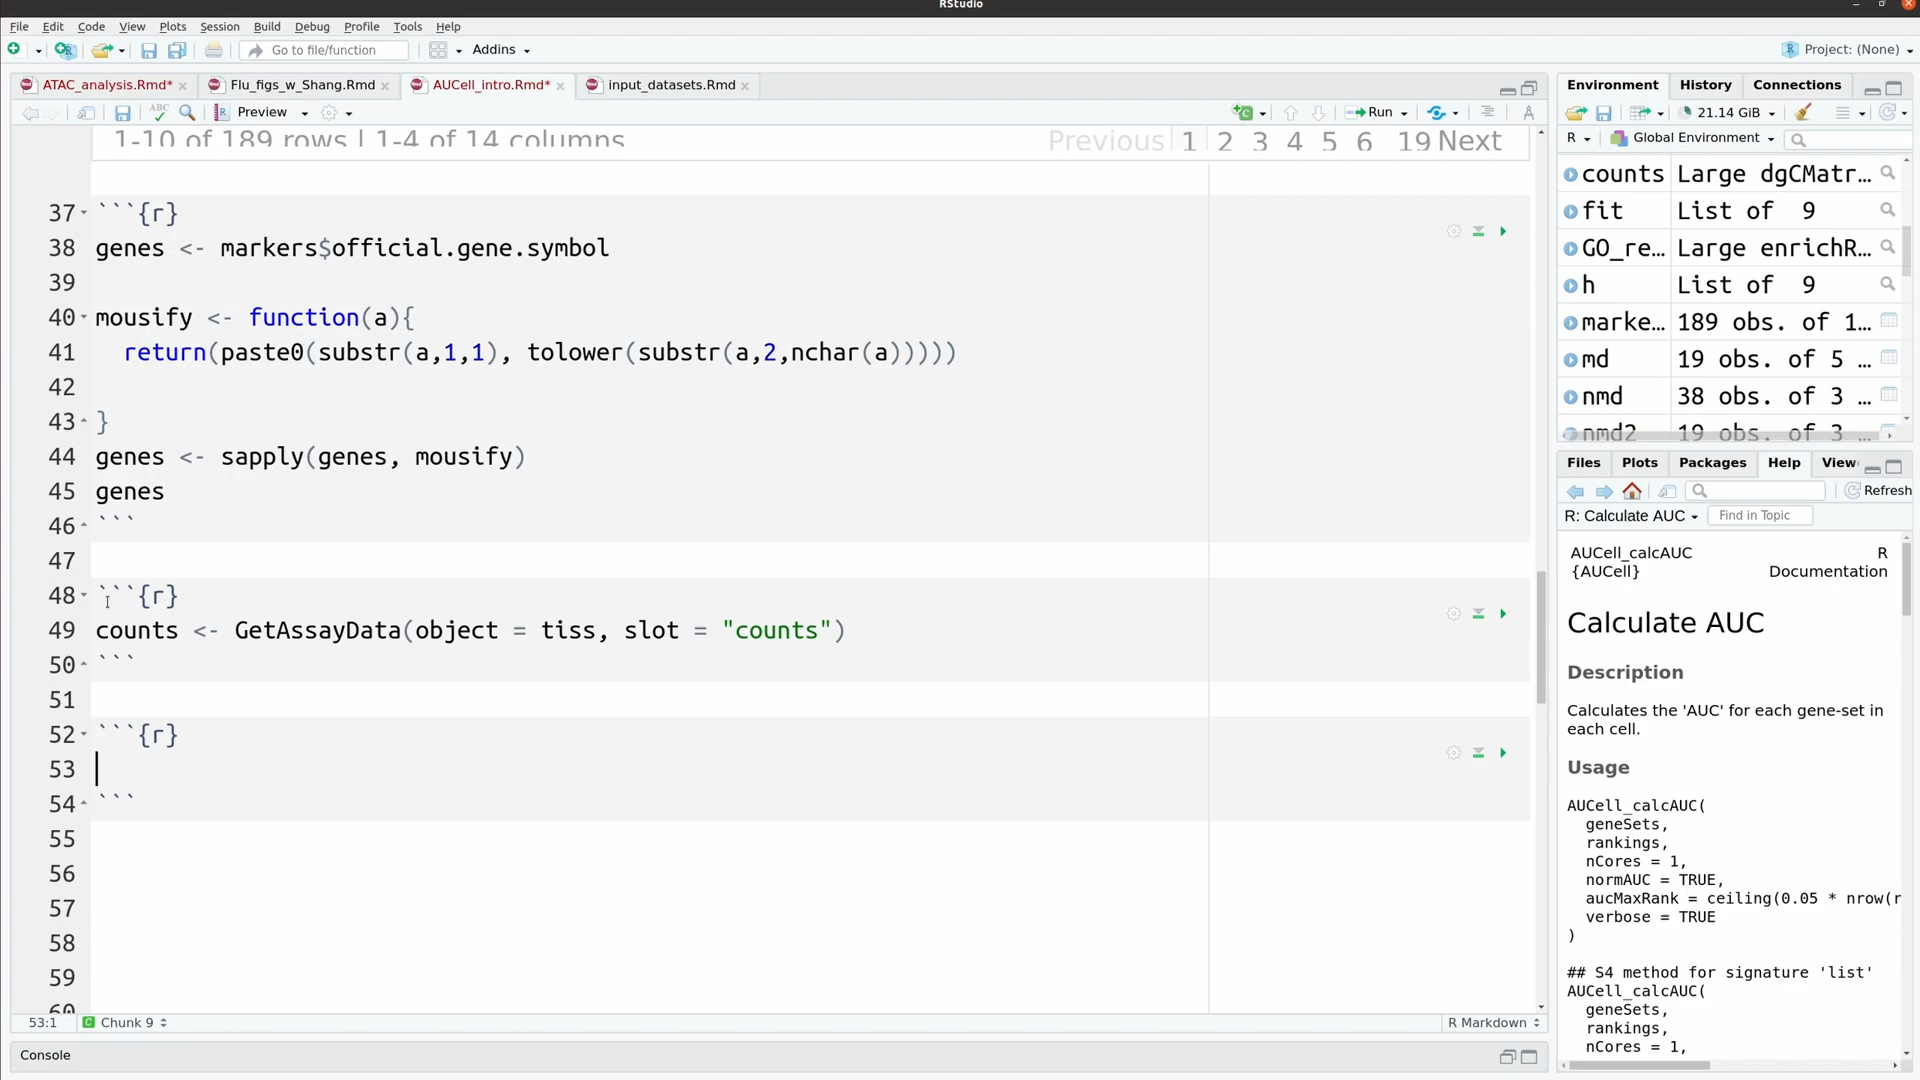 RStudio
File Edit Code View Plots Session Build Debug Profile Tools Help
Go to file/function Addins Project: (None)
ATAC_analysis.Rmd* Flu_figs_w_Shang.Rmd AUCell_intro.Rmd* input_datasets.Rmd
ABC Preview Run
1-10 of 189 rows | 1-4 of 14 columns Previous 1 2 3 4 5 6 19 Next
37 ```{r}
38 genes <- markers$official.gene.symbol
39
40 mousify <- function(a){
41 return(paste0(substr(a,1,1), tolower(substr(a,2,nchar(a)))))
42
43 }
44 genes <- sapply(genes, mousify)
45 genes
46 ```
47
48 ```{r}
49 counts <- GetAssayData(object = tiss, slot = "counts")
50 ```
51
52 ```{r}
53
54 ```
55
56
57
58
59
60
53:1 Chunk 9 R Markdown
Console
Environment History Connections
21.14 GiB
R Global Environment
counts Large dgCMatr…
fit List of 9
GO_re… Large enrichR…
h List of 9
marke… 189 obs. of 1…
md 19 obs. of 5 …
nmd 38 obs. of 3 …
nmd2 19 obs. of 3 …
Files Plots Packages Help View
Refresh
R: Calculate AUC Find in Topic
AUCell_calcAUC R
{AUCell} Documentation
Calculate AUC
Description
Calculates the 'AUC' for each gene-set in
each cell.
Usage
AUCell_calcAUC(
geneSets,
rankings,
nCores = 1,
normAUC = TRUE,
aucMaxRank = ceiling(0.05 * nrow(r
verbose = TRUE
)
## S4 method for signature 'list'
AUCell_calcAUC(
geneSets,
rankings,
nCores = 1,